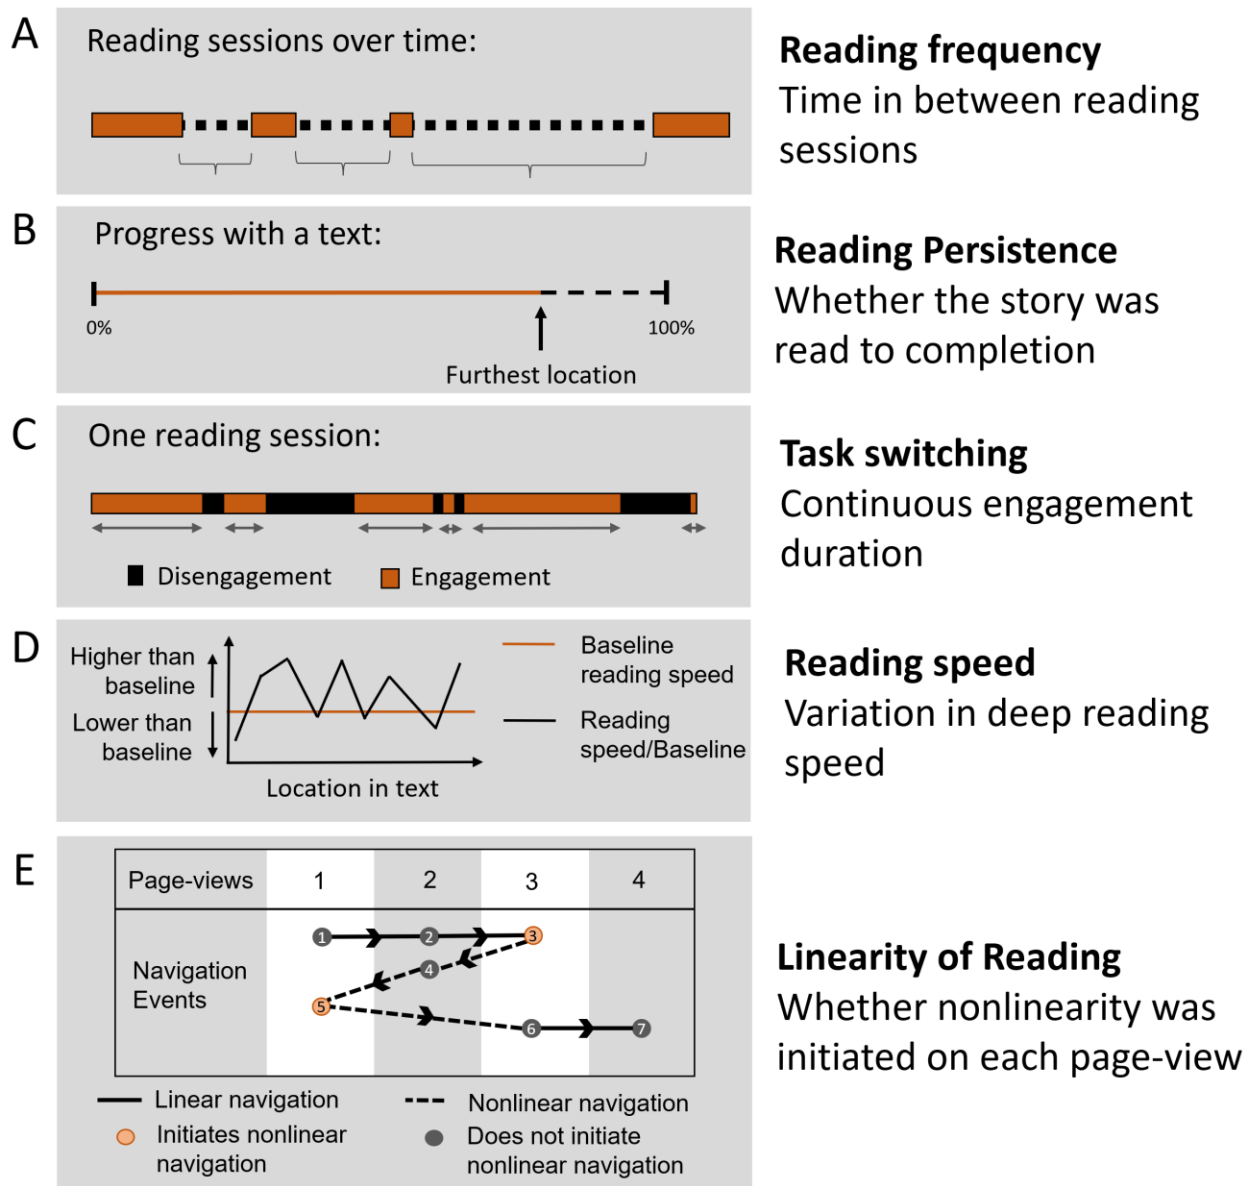 A
Reading sessions over time:
Reading frequency
Time in between reading
sessions
B
Progress with a text:
0%
100%
Furthest location
Reading Persistence
Whether the story was
read to completion
C
One reading session:
Disengagement
Engagement
Task switching
Continuous engagement
duration
D
Higher than
baseline
Lower than
baseline
Location in text
Baseline
reading speed
Reading
speed/Baseline
Reading speed
Variation in deep reading
speed
E
Page-views 1 2 3 4
Navigation
Events
1 2 3
4
5
6 7
Linear navigation
Nonlinear navigation
Initiates nonlinear
navigation
Does not initiate
nonlinear navigation
Linearity of Reading
Whether nonlinearity was
initiated on each page-view